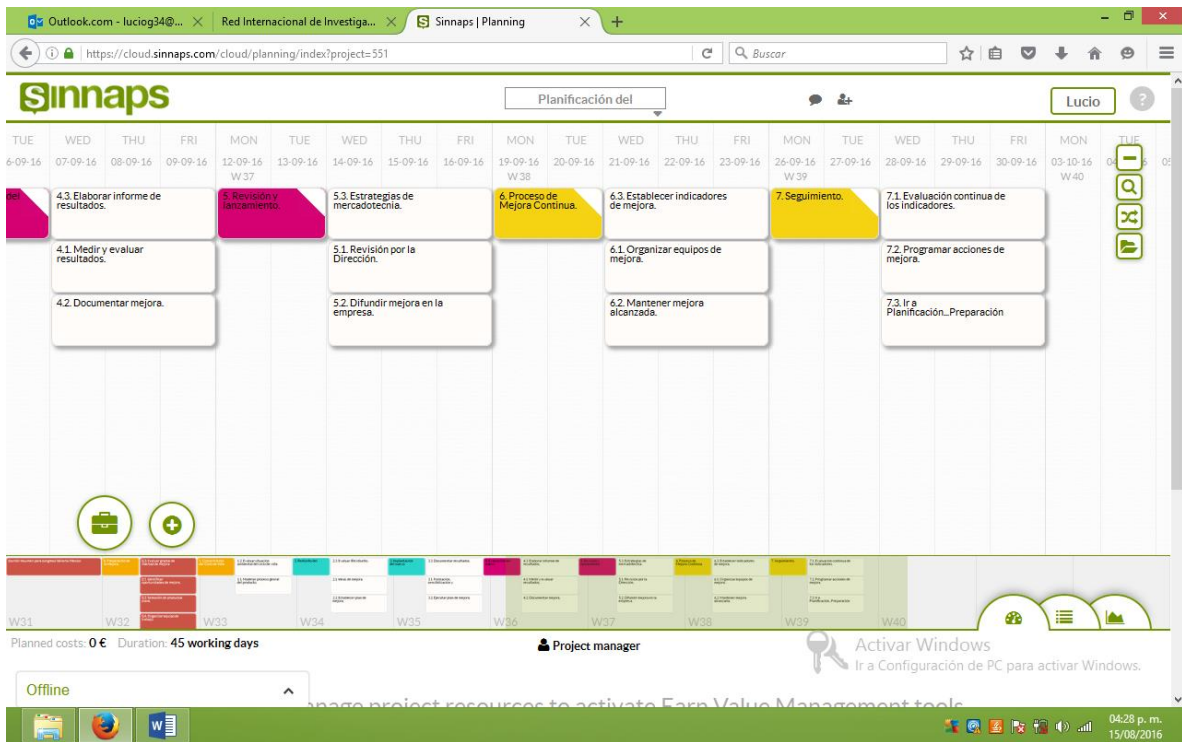 Outlook.com - luciog34@...
Red Internacional de Investiga...
Sinnaps | Planning
https://cloud.sinnaps.com/cloud/planning/index?project=551
Buscar
Sinnaps
Planificación del
Lucio
?
TUE WED THU FRI MON TUE WED THU FRI MON TUE WED THU FRI MON TUE WED THU FRI MON TUE
6-09-16 07-09-16 08-09-16 09-09-16 12-09-16 13-09-16 14-09-16 15-09-16 16-09-16 19-09-16 20-09-16 21-09-16 22-09-16 23-09-16 26-09-16 27-09-16 28-09-16 29-09-16 30-09-16 03-10-16
W37 W38 W39 W40
del
4.3. Elaborar informe de
resultados.
5. Revisión y
lanzamiento.
5.3. Estrategias de
mercadotecnia.
6. Proceso de
Mejora Continua.
6.3. Establecer indicadores
de mejora.
7. Seguimiento.
7.1. Evaluación continua de
los indicadores.
4.1. Medir y evaluar
resultados.
5.1. Revisión por la
Dirección.
6.1. Organizar equipos de
mejora.
7.2. Programar acciones de
mejora.
4.2. Documentar mejora.
5.2. Difundir mejora en la
empresa.
6.2. Mantener mejora
alcanzada.
7.3. Ir a
Planificación_Preparación
W31 W32 W33 W34 W35 W36 W37 W38 W39 W40
Planned costs: 0 € Duration: 45 working days
Project manager
Activar Windows
Ir a Configuración de PC para activar Windows.
Offline
project resources to activate Earn Value Management tools
04:28 p. m.
15/08/2016